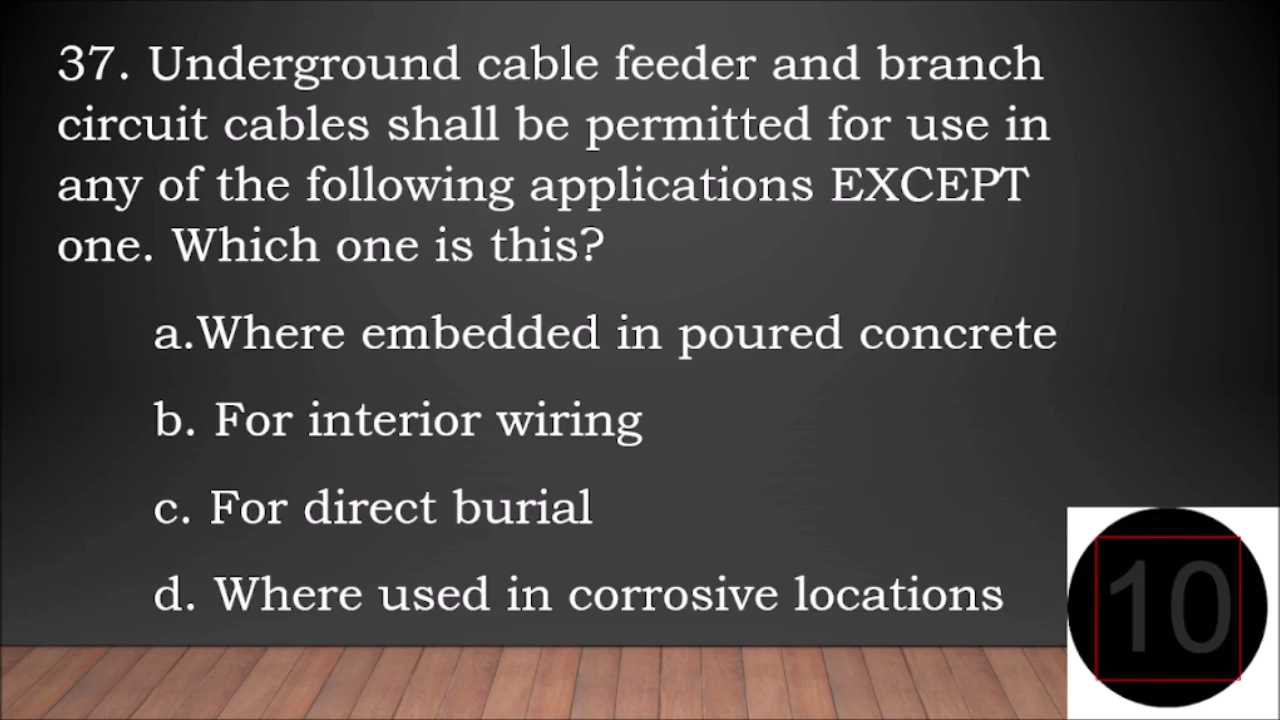 37. Underground cable feeder and branch
circuit cables shall be permitted for use in
any of the following applications EXCEPT
one. Which one is this?
a.Where embedded in poured concrete
b. For interior wiring
c. For direct burial
d. Where used in corrosive locations
10